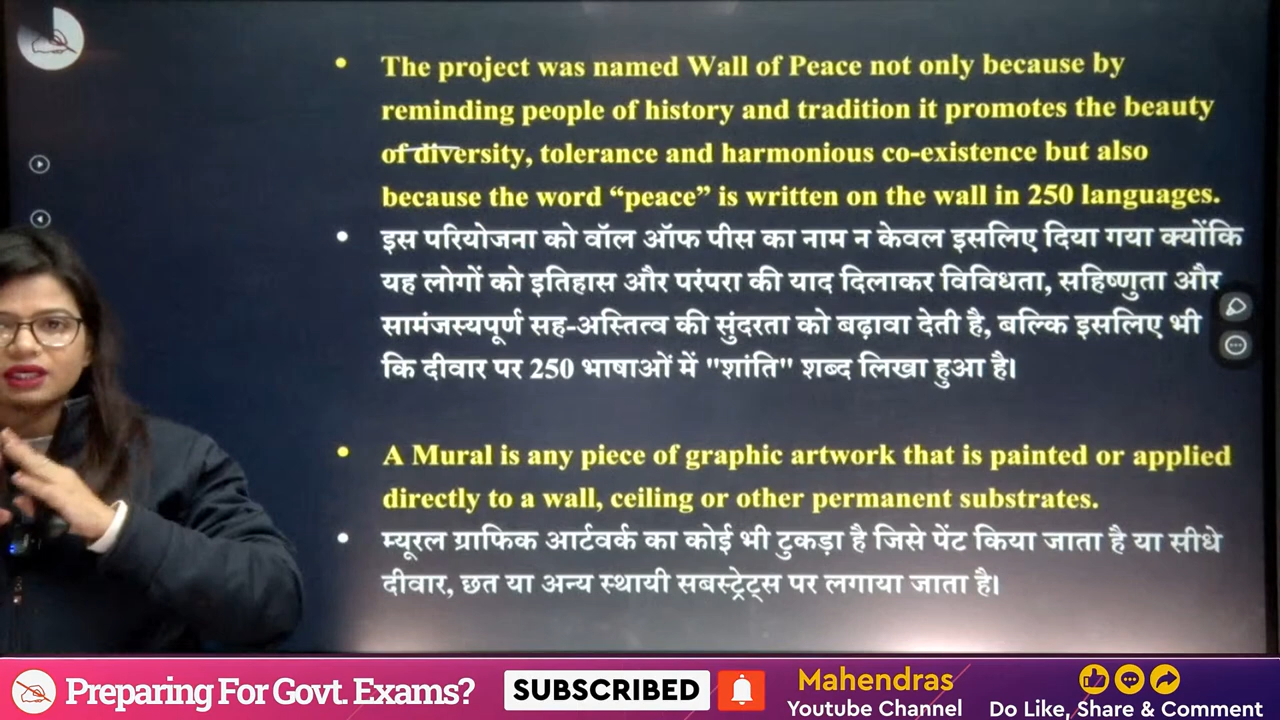 The project was named Wall of Peace not only because by
reminding people of history and tradition it promotes the beauty
of diversity, tolerance and harmonious co-existence but also
because the word “peace” is written on the wall in 250 languages.
इस परियोजना को वॉल ऑफ पीस का नाम न केवल इसलिए दिया गया क्योंकि
यह लोगों को इतिहास और परंपरा की याद दिलाकर विविधता, सहिष्णुता और
सामंजस्यपूर्ण सह-अस्तित्व की सुंदरता को बढ़ावा देती है, बल्कि इसलिए भी
कि दीवार पर 250 भाषाओं में "शांति" शब्द लिखा हुआ है।
A Mural is any piece of graphic artwork that is painted or applied
directly to a wall, ceiling or other permanent substrates.
म्यूरल ग्राफिक आर्टवर्क का कोई भी टुकड़ा है जिसे पेंट किया जाता है या सीधे
दीवार, छत या अन्य स्थायी सबस्ट्रेट्स पर लगाया जाता है।
Preparing For Govt. Exams?
SUBSCRIBED
Mahendras
Youtube Channel
Do Like, Share & Comment